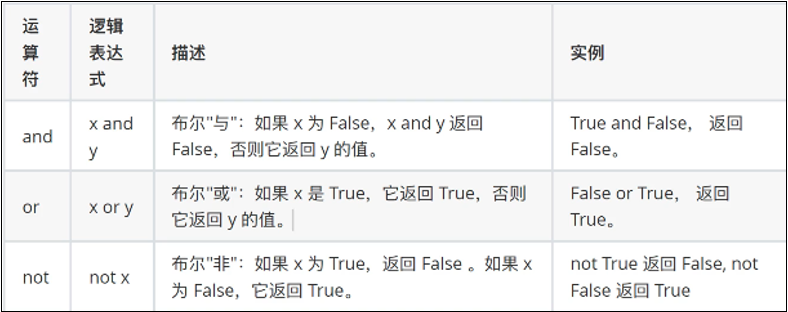 运
算
符
逻辑
表达
式
描述
实例
and
x and
y
布尔"与"：如果 x 为 False，x and y 返回
False，否则它返回 y 的值。
True and False， 返回
False。
or
x or y
布尔"或"：如果 x 是 True，它返回 True，否则
它返回 y 的值。
False or True， 返回
True。
not
not x
布尔"非"：如果 x 为 True，返回 False 。如果 x
为 False，它返回 True。
not True 返回 False, not
False 返回 True